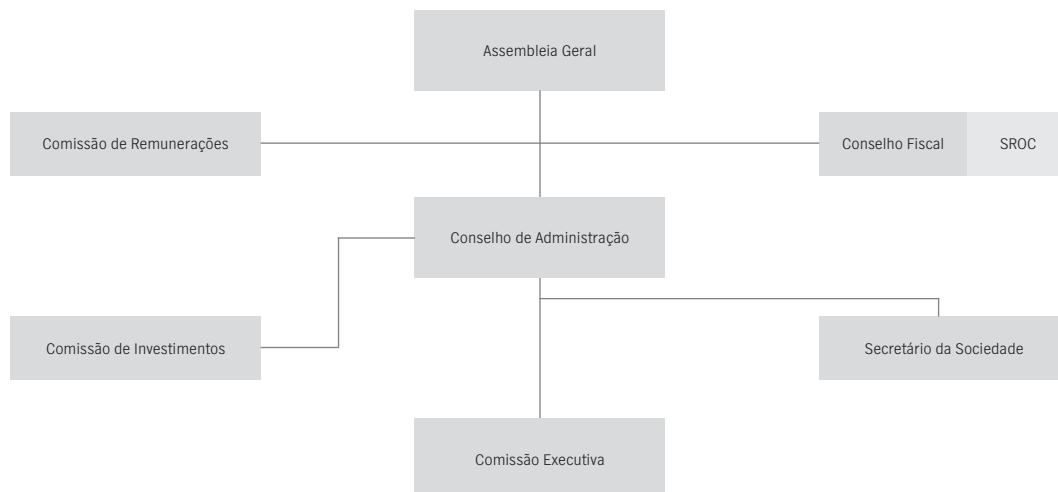 Assembleia Geral
Comissão de Remunerações
Conselho Fiscal
SROC
Conselho de Administração
Comissão de Investimentos
Secretário da Sociedade
Comissão Executiva